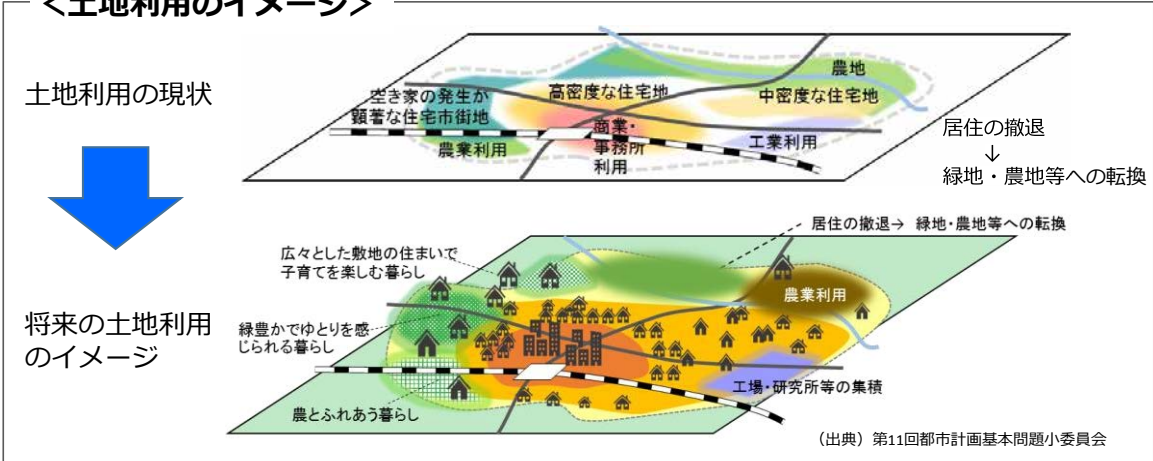 <土地利用のイメージ>
土地利用の現状
空き家の発生が
顕著な住宅市街地
高密度な住宅地
農地
中密度な住宅地
農業利用
商業・
事務所
利用
工業利用
居住の撤退
↓
緑地・農地等への転換
将来の土地利用
のイメージ
居住の撤退→ 緑地・農地等への転換
広々とした敷地の住まいで
子育てを楽しむ暮らし
農業利用
緑豊かでゆとりを感
じられる暮らし
工場・研究所等の集積
農とふれあう暮らし
（出典）第11回都市計画基本問題小委員会